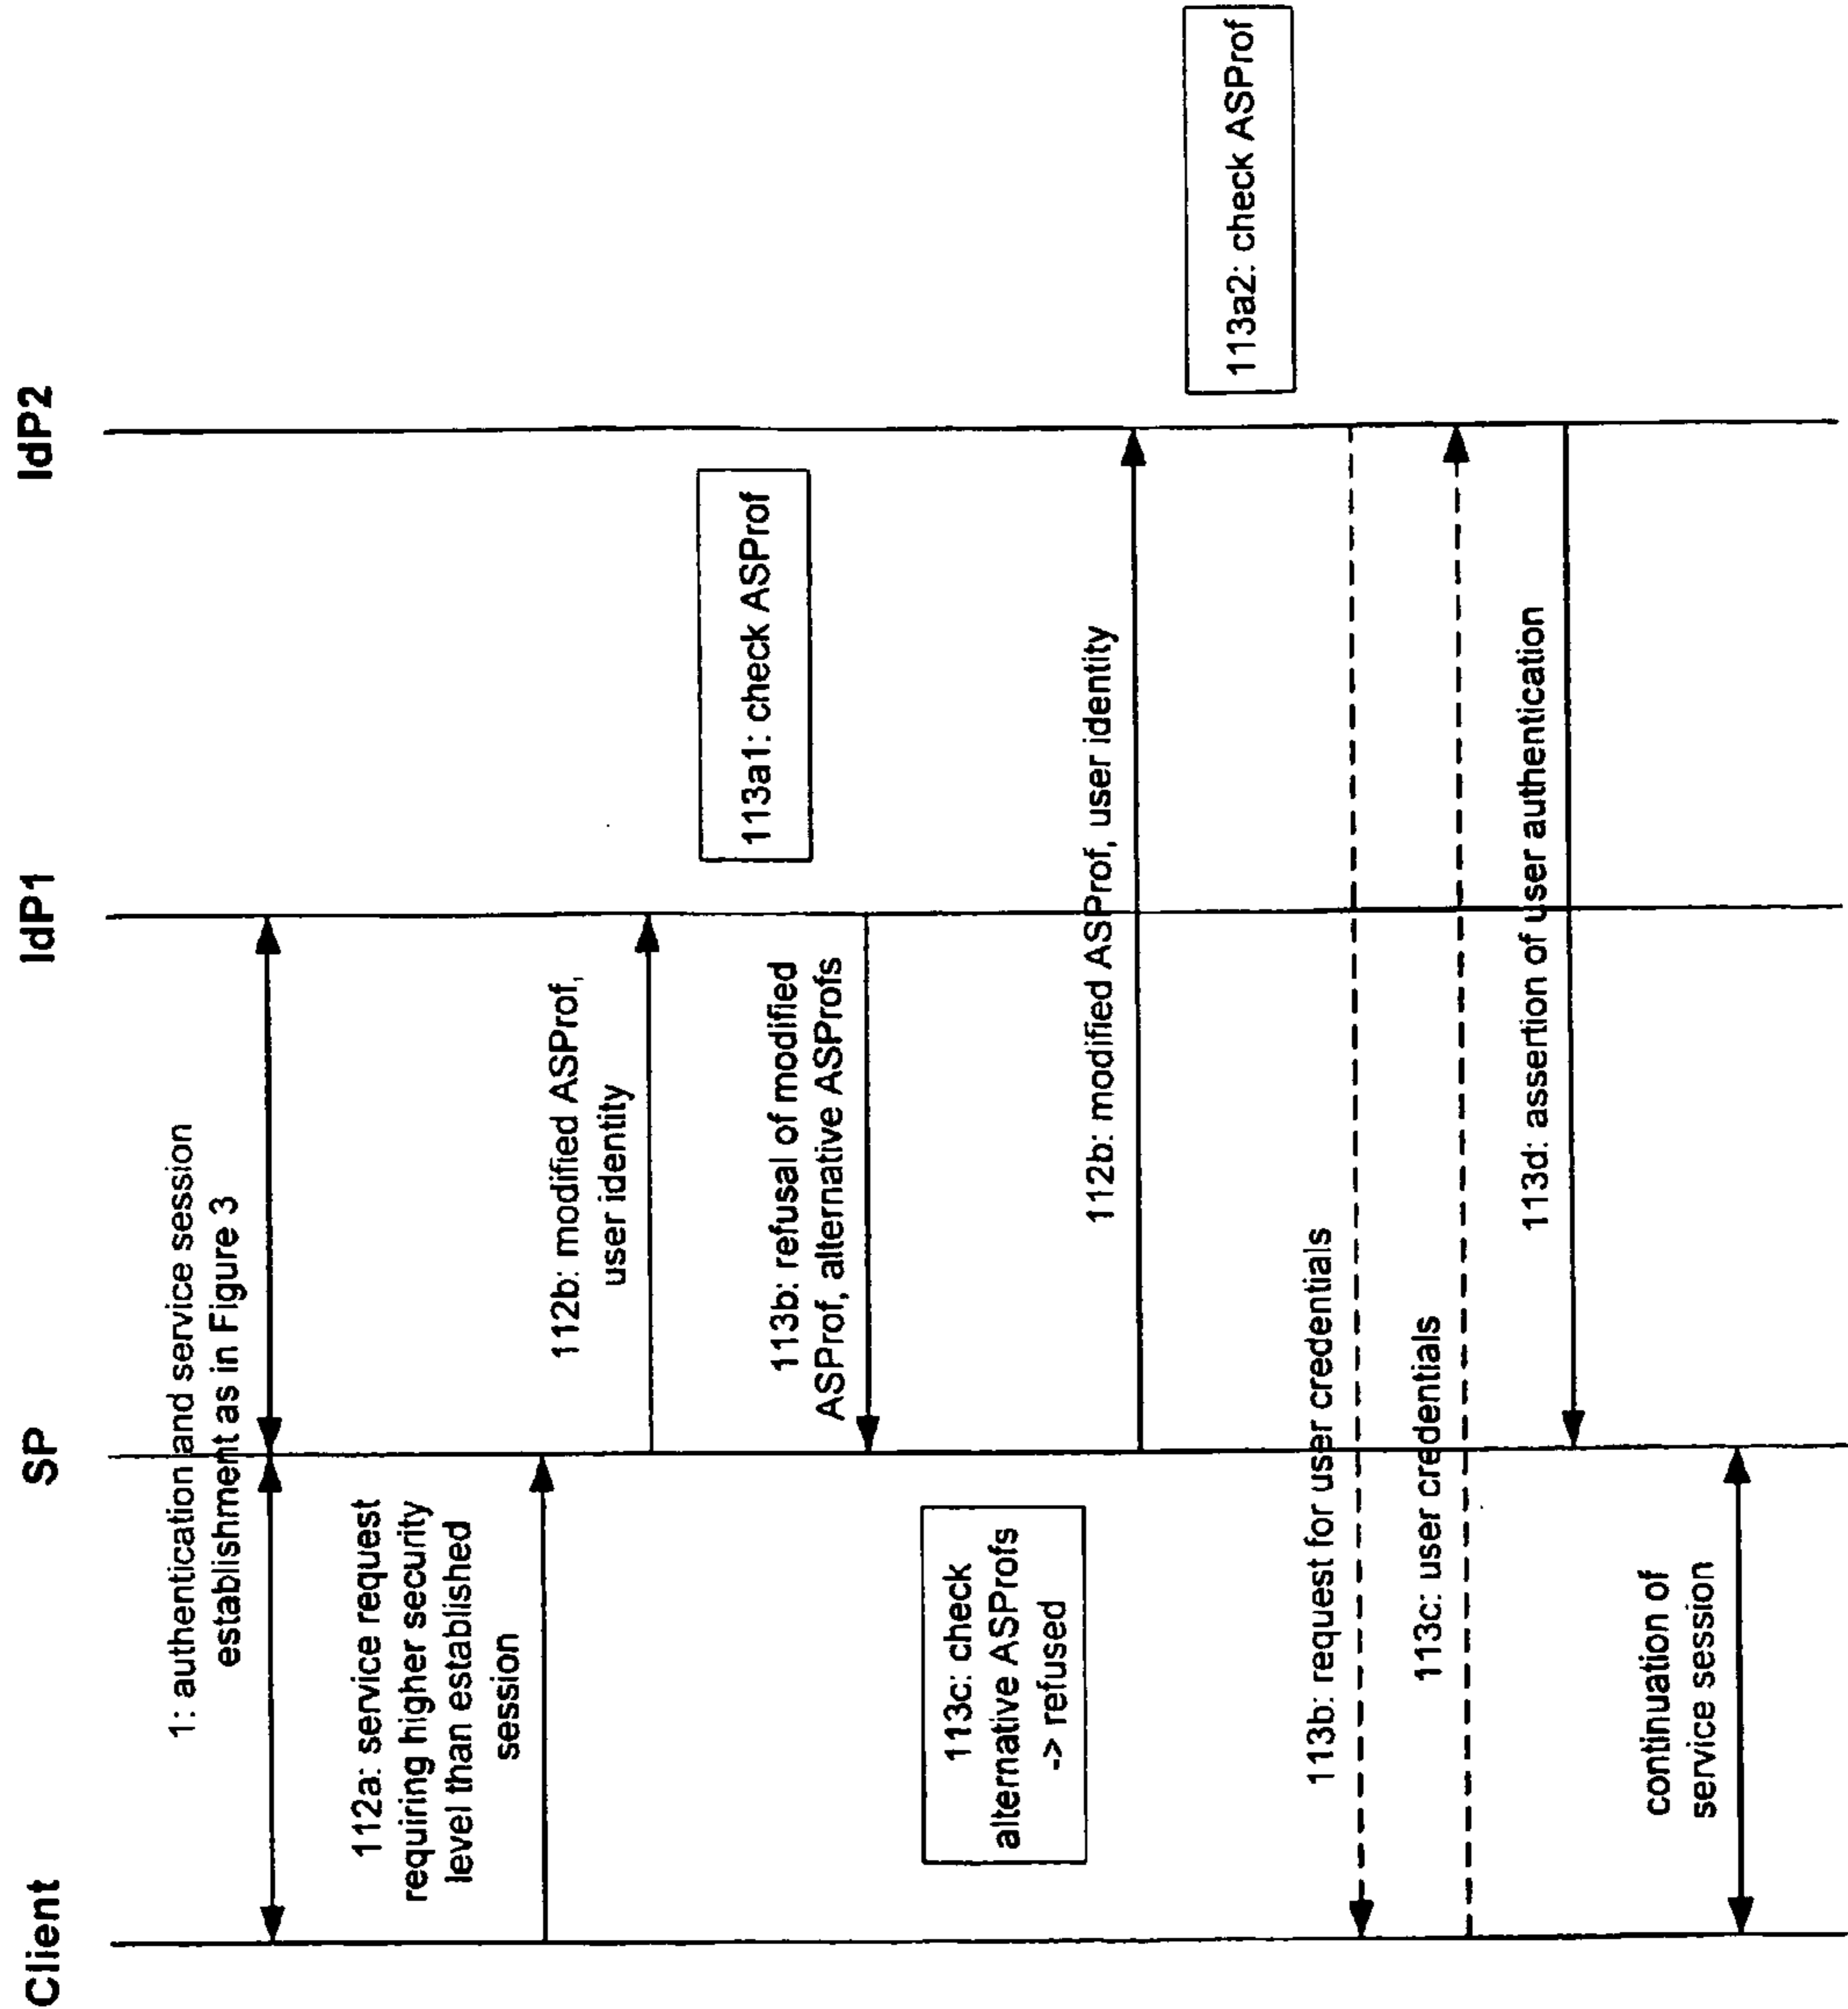 Client
SP
IdP1
IdP2
1: authentication and service session
establishment as in Figure 3
112a: service request
requiring higher security
level than established
session
112b: modified ASProf,
user identity
113a1: check ASProf
113b: refusal of modified
ASProf, alternative ASProfs
113c: check
alternative ASProfs
-> refused
112b: modified ASProf, user identity
113a2: check ASProf
113b: request for user credentials
113c: user credentials
113d: assertion of user authentication
continuation of
service session